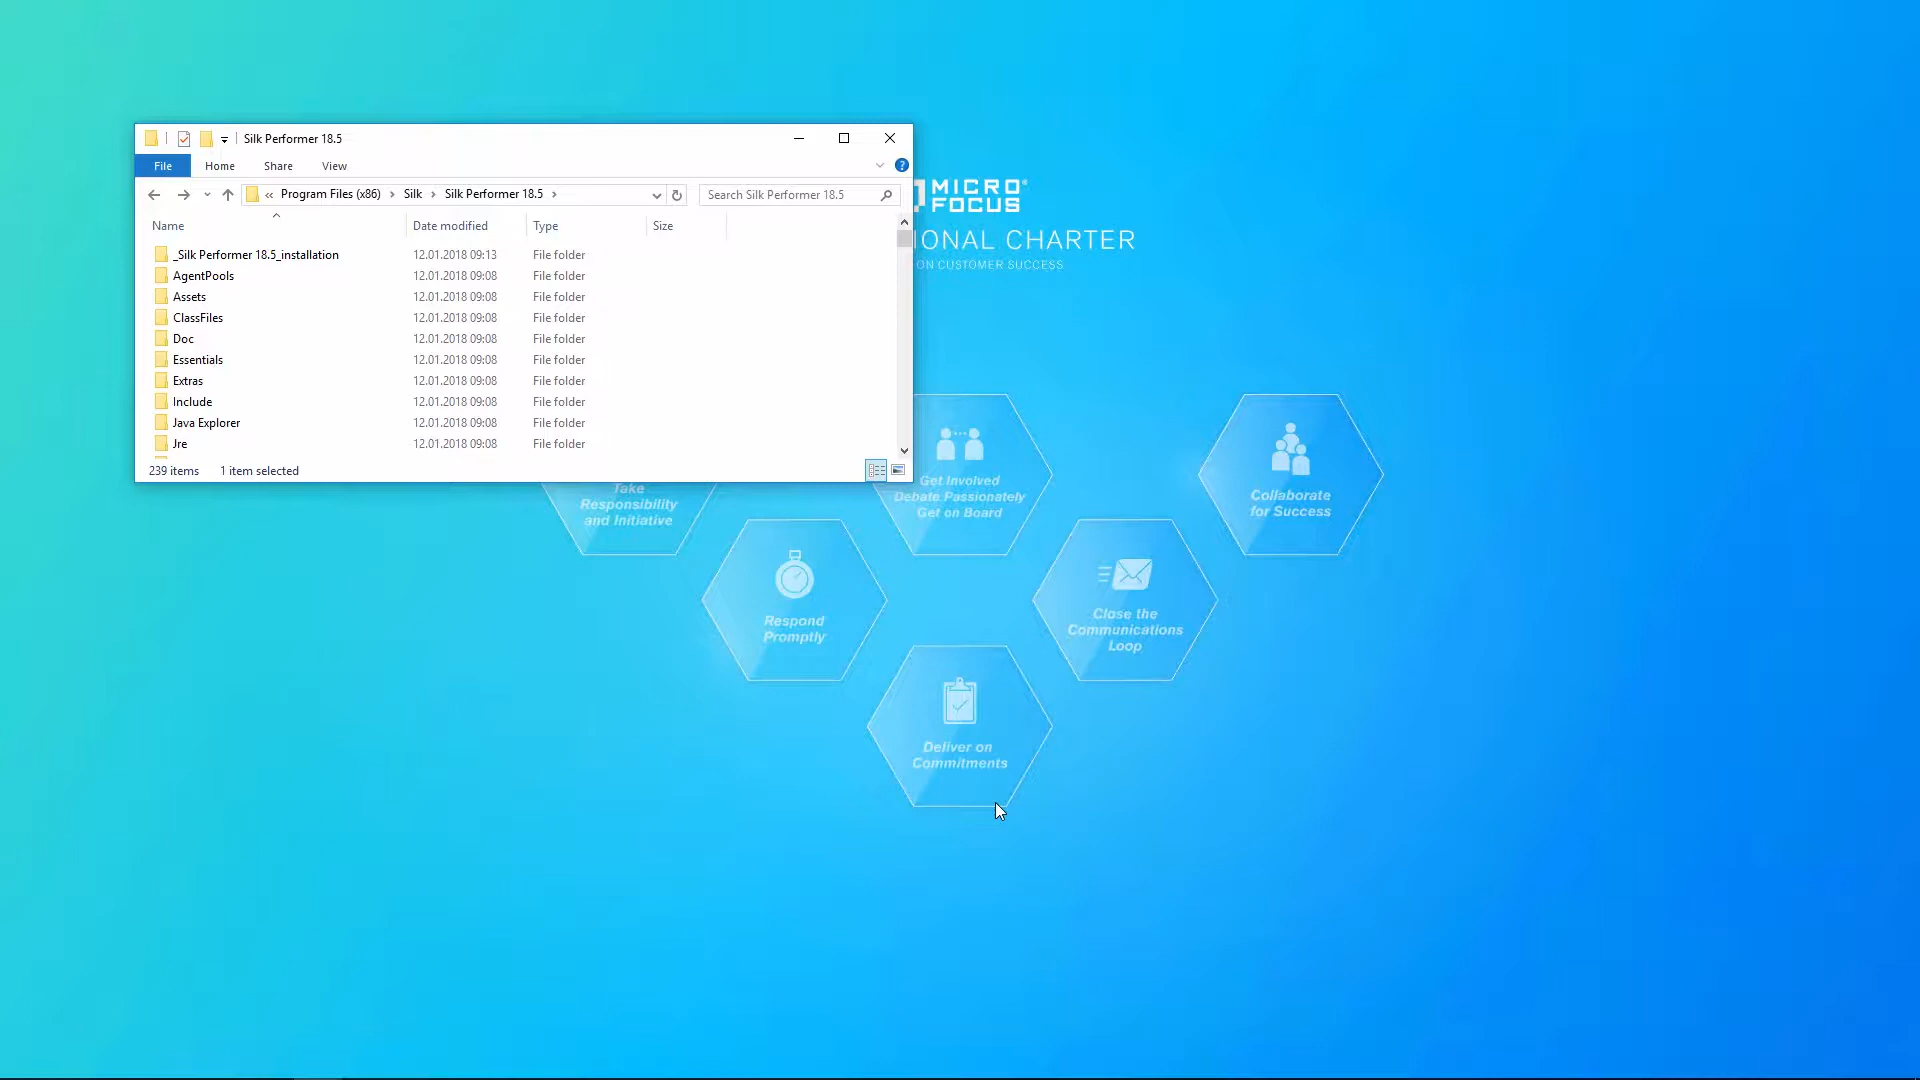 Silk Performer 18.5
File Home Share View
« Program Files (x86) Silk Silk Performer 18.5
Search Silk Performer 18.5
Name Date modified Type Size
_Silk Performer 18.5_installation 12.01.2018 09:13 File folder
AgentPools 12.01.2018 09:08 File folder
Assets 12.01.2018 09:08 File folder
ClassFiles 12.01.2018 09:08 File folder
Doc 12.01.2018 09:08 File folder
Essentials 12.01.2018 09:08 File folder
Extras 12.01.2018 09:08 File folder
Include 12.01.2018 09:08 File folder
Java Explorer 12.01.2018 09:08 File folder
Jre 12.01.2018 09:08 File folder
239 items 1 item selected
MICRO
FOCUS
IONAL CHARTER
ON CUSTOMER SUCCESS
Take
Responsibility
and Initiative
Get Involved
Debate Passionately
Get on Board
Collaborate
for Success
Respond
Promptly
Close the
Communications
Loop
Deliver on
Commitments